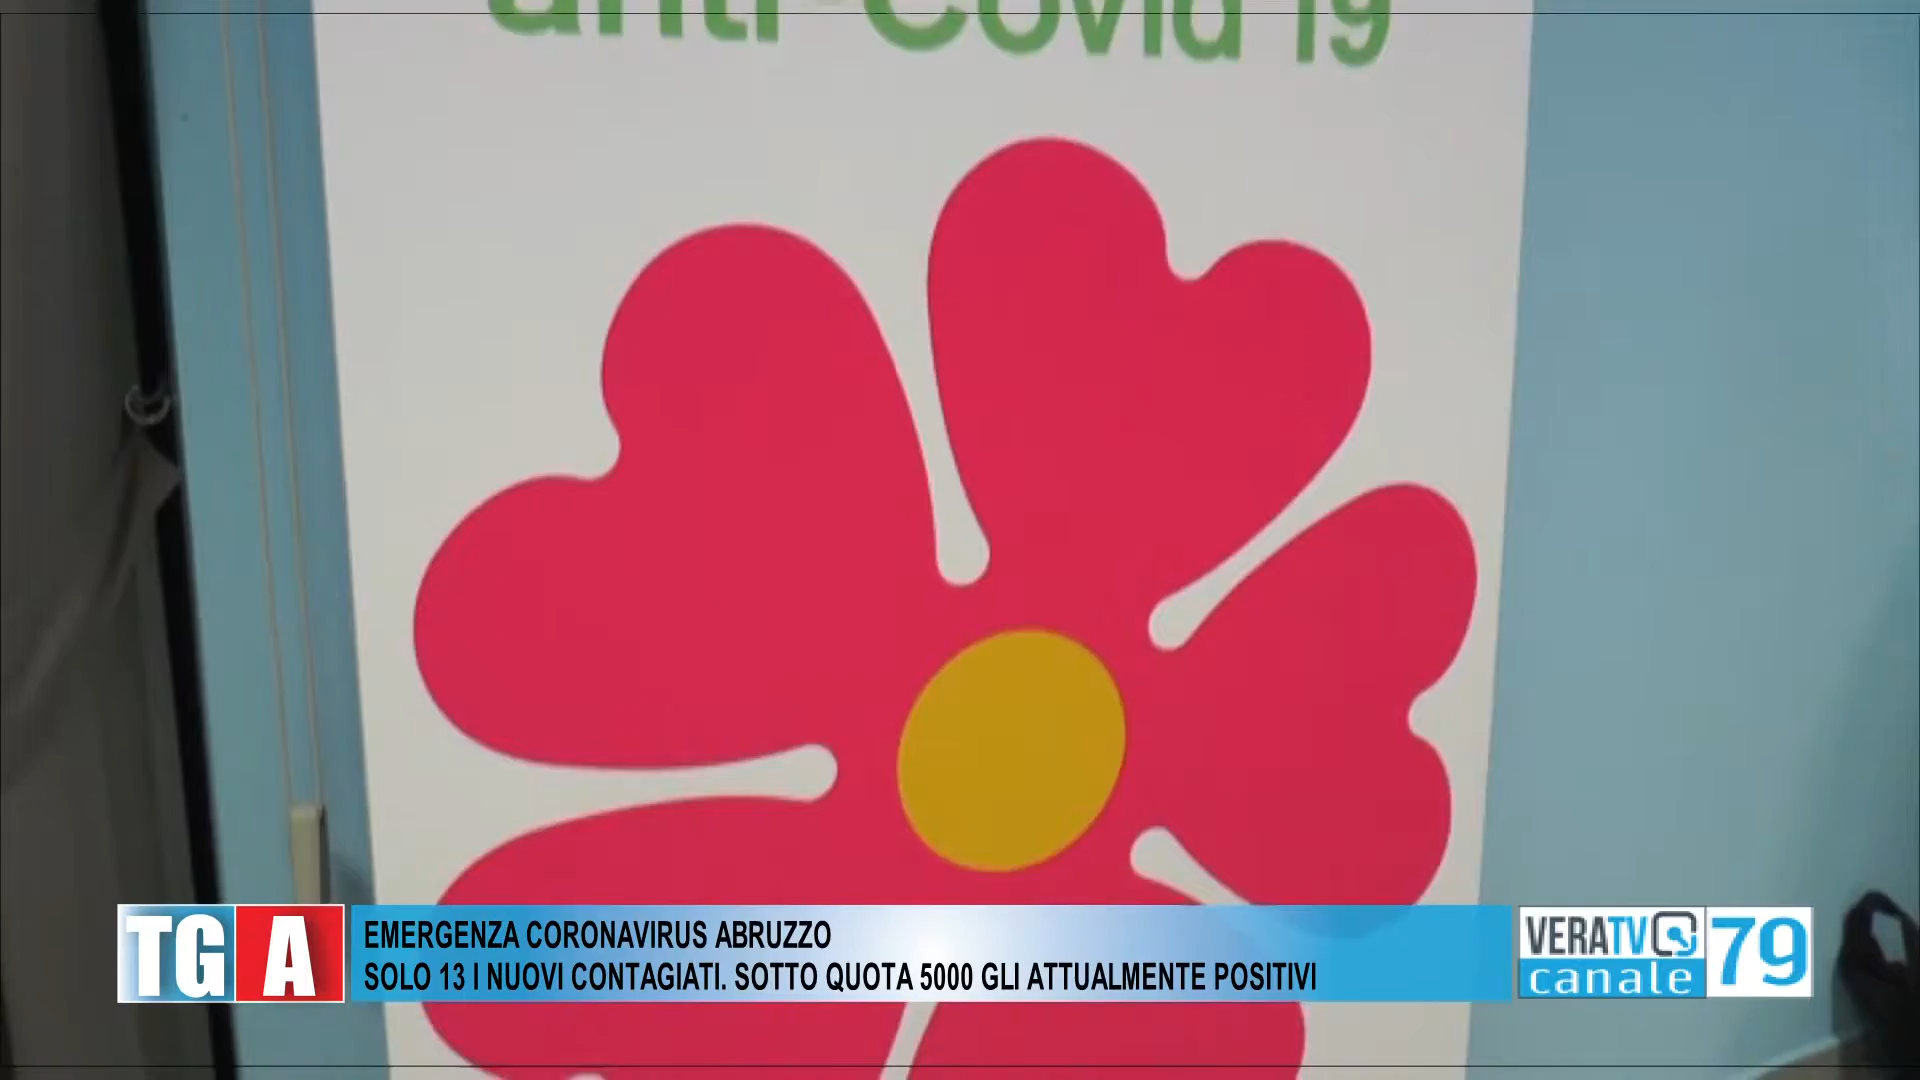 anti-Covid 19
TG A
EMERGENZA CORONAVIRUS ABRUZZO
SOLO 13 I NUOVI CONTAGIATI. SOTTO QUOTA 5000 GLI ATTUALMENTE POSITIVI
VERATV
canale
79